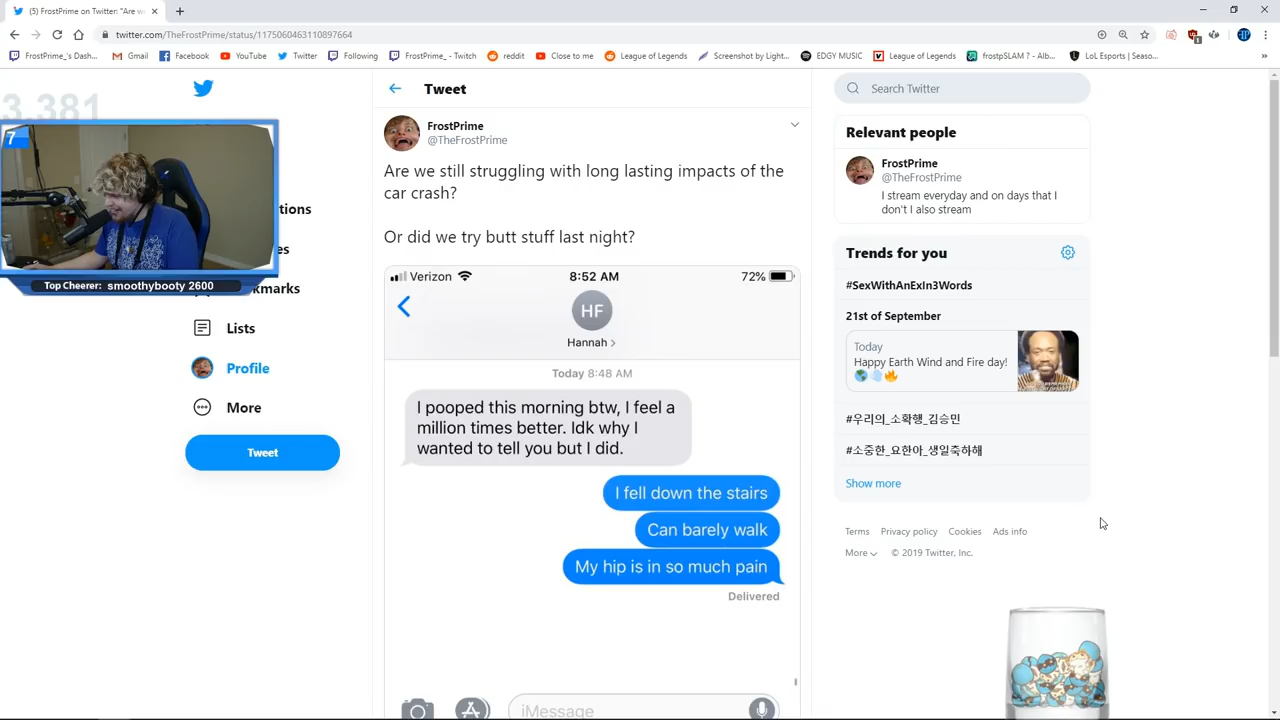 (5) FrostPrime on Twitter: "Are we
twitter.com/TheFrostPrime/status/1175060463110897664
FrostPrime_'s Dash...
Gmail
Facebook
YouTube
Twitter
Following
FrostPrime_ - Twitch
reddit
Close to me
League of Legends
Screenshot by Light...
EDGY MUSIC
League of Legends
frostpSLAM ? - Alb...
LoL Esports | Seaso...
3,381
7
Top Cheerer: smoothybooty 2600
tions
es
kmarks
Lists
Profile
More
Tweet
Tweet
FrostPrime
@TheFrostPrime
Are we still struggling with long lasting impacts of the
car crash?
Or did we try butt stuff last night?
Verizon
8:52 AM
72%
HF
Hannah
Today 8:48 AM
I pooped this morning btw, I feel a
million times better. Idk why I
wanted to tell you but I did.
I fell down the stairs
Can barely walk
My hip is in so much pain
Delivered
iMessage
Search Twitter
Relevant people
FrostPrime
@TheFrostPrime
I stream everyday and on days that I
don't I also stream
Trends for you
#SexWithAnExIn3Words
21st of September
Today
Happy Earth Wind and Fire day!
🌎💨🔥
#우리의_소확행_김승민
#소중한_요한아_생일축하해
Show more
Terms
Privacy policy
Cookies
Ads info
More
© 2019 Twitter, Inc.